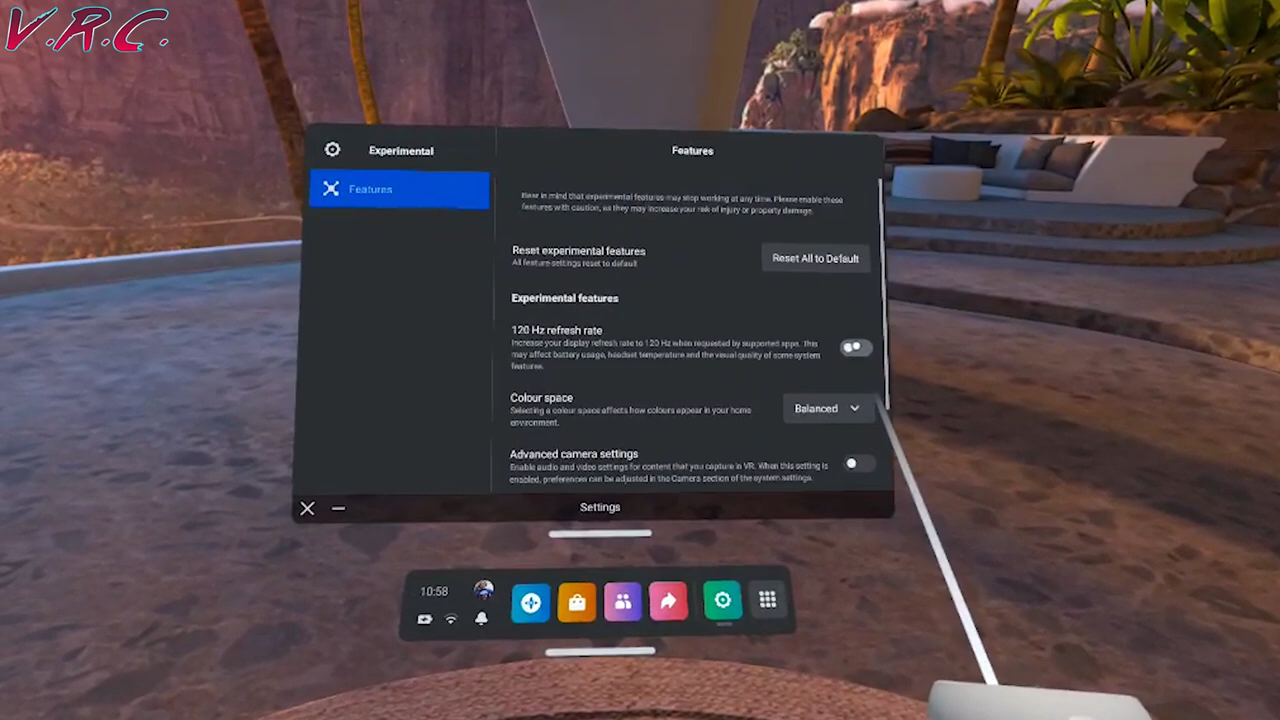 V.R.C.
Experimental
Features
Features
Bear in mind that experimental features may stop working at any time. Please enable these
features with caution, as they may increase your risk of injury or property damage.
Reset experimental features
All feature settings reset to default
Reset All to Default
Experimental features
120 Hz refresh rate
Increase your display refresh rate to 120 Hz when requested by supported apps. This
may affect battery usage, headset temperature and the visual quality of some system
features.
Colour space
Selecting a colour space affects how colours appear in your home
environment.
Balanced
Advanced camera settings
Enable audio and video settings for content that you capture in VR. When this setting is
enabled, preferences can be adjusted in the Camera section of the system settings.
Settings
10:58